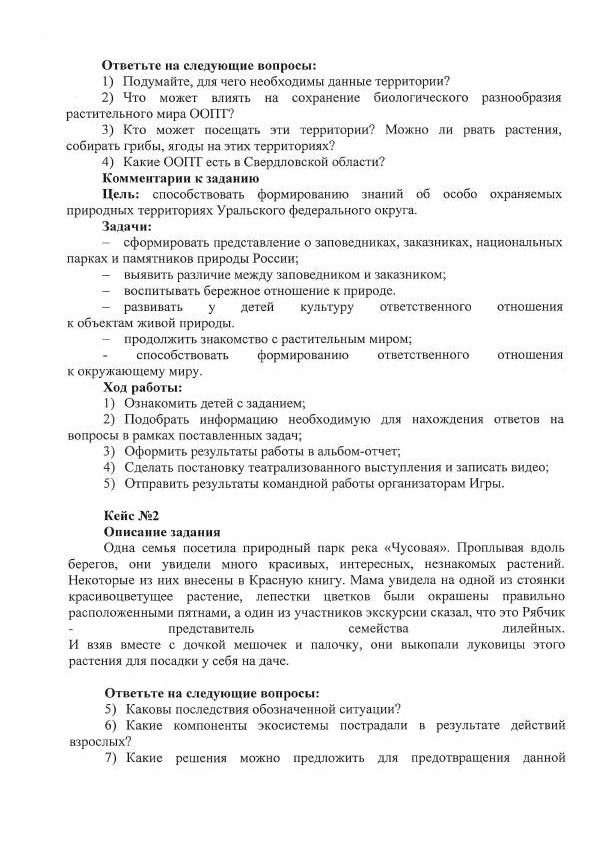 Ответьте на следующие вопросы:
1) Подумайте, для чего необходимы данные территории?
2) Что может влиять на сохранение биологического разнообразия
растительного мира ООПТ?
3) Кто может посещать эти территории? Можно ли рвать растения,
собирать грибы, ягоды на этих территориях?
4) Какие ООПТ есть в Свердловской области?
Комментарии к заданию
Цель: способствовать формированию знаний об особо охраняемых
природных территориях Уральского федерального округа.
Задачи:
– сформировать представление о заповедниках, заказниках, национальных
парках и памятников природы России;
– выявить различие между заповедником и заказником;
– воспитывать бережное отношение к природе.
– развивать у детей культуру ответственного отношения
к объектам живой природы.
– продолжить знакомство с растительным миром;
- способствовать формированию ответственного отношения
к окружающему миру.
Ход работы:
1) Ознакомить детей с заданием;
2) Подобрать информацию необходимую для нахождения ответов на
вопросы в рамках поставленных задач;
3) Оформить результаты работы в альбом-отчет;
4) Сделать постановку театрализованного выступления и записать видео;
5) Отправить результаты командной работы организаторам Игры.
Кейс №2
Описание задания
Одна семья посетила природный парк река «Чусовая». Проплывая вдоль
берегов, они увидели много красивых, интересных, незнакомых растений.
Некоторые из них внесены в Красную книгу. Мама увидела на одной из стоянки
красивоцветущее растение, лепестки цветков были окрашены правильно
расположенными пятнами, а один из участников экскурсии сказал, что это Рябчик
- представитель семейства лилейных.
И взяв вместе с дочкой мешочек и палочку, они выкопали луковицы этого
растения для посадки у себя на даче.
Ответьте на следующие вопросы:
5) Каковы последствия обозначенной ситуации?
6) Какие компоненты экосистемы пострадали в результате действий
взрослых?
7) Какие решения можно предложить для предотвращения данной